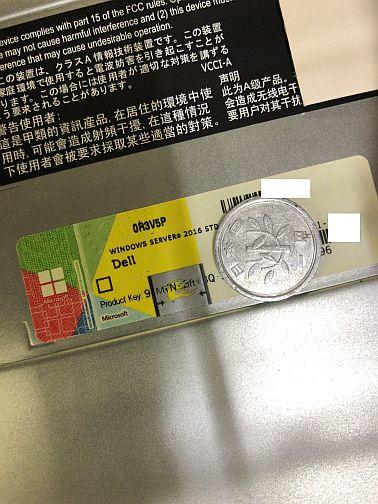 evice complies with part 15 of the FCC rules. Oper
may not cause harmful interference and (2) this devic
rence that may cause undesirable operation.
この装置は、クラスA情報技術装置です。この装
家庭環境で使用すると電波妨害を引き起こすことが
ります。この場合には使用者が適切な対策を講ずる
う要求されることがあります。
VCCI-A
警告使用者:
這是甲類的資訊產品，在居住的環境中使
用時，可能會造成射頻干擾，在這種情況
下使用者會被要求採取某些適當的對策。
声明
此为A级产品。
会造成无线电干
要用户对其干扰
0R3V5P
WINDOWS SERVER® 2016 STD
Dell
Product Key: 9
Microsoft
Microsoft
96